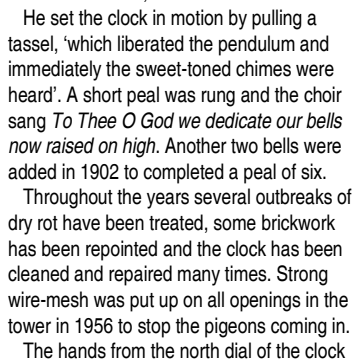 He set the clock in motion by pulling a
tassel, ‘which liberated the pendulum and
immediately the sweet-toned chimes were
heard’. A short peal was rung and the choir
sang To Thee O God we dedicate our bells
now raised on high. Another two bells were
added in 1902 to completed a peal of six.
Throughout the years several outbreaks of
dry rot have been treated, some brickwork
has been repointed and the clock has been
cleaned and repaired many times. Strong
wire-mesh was put up on all openings in the
tower in 1956 to stop the pigeons coming in.
The hands from the north dial of the clock